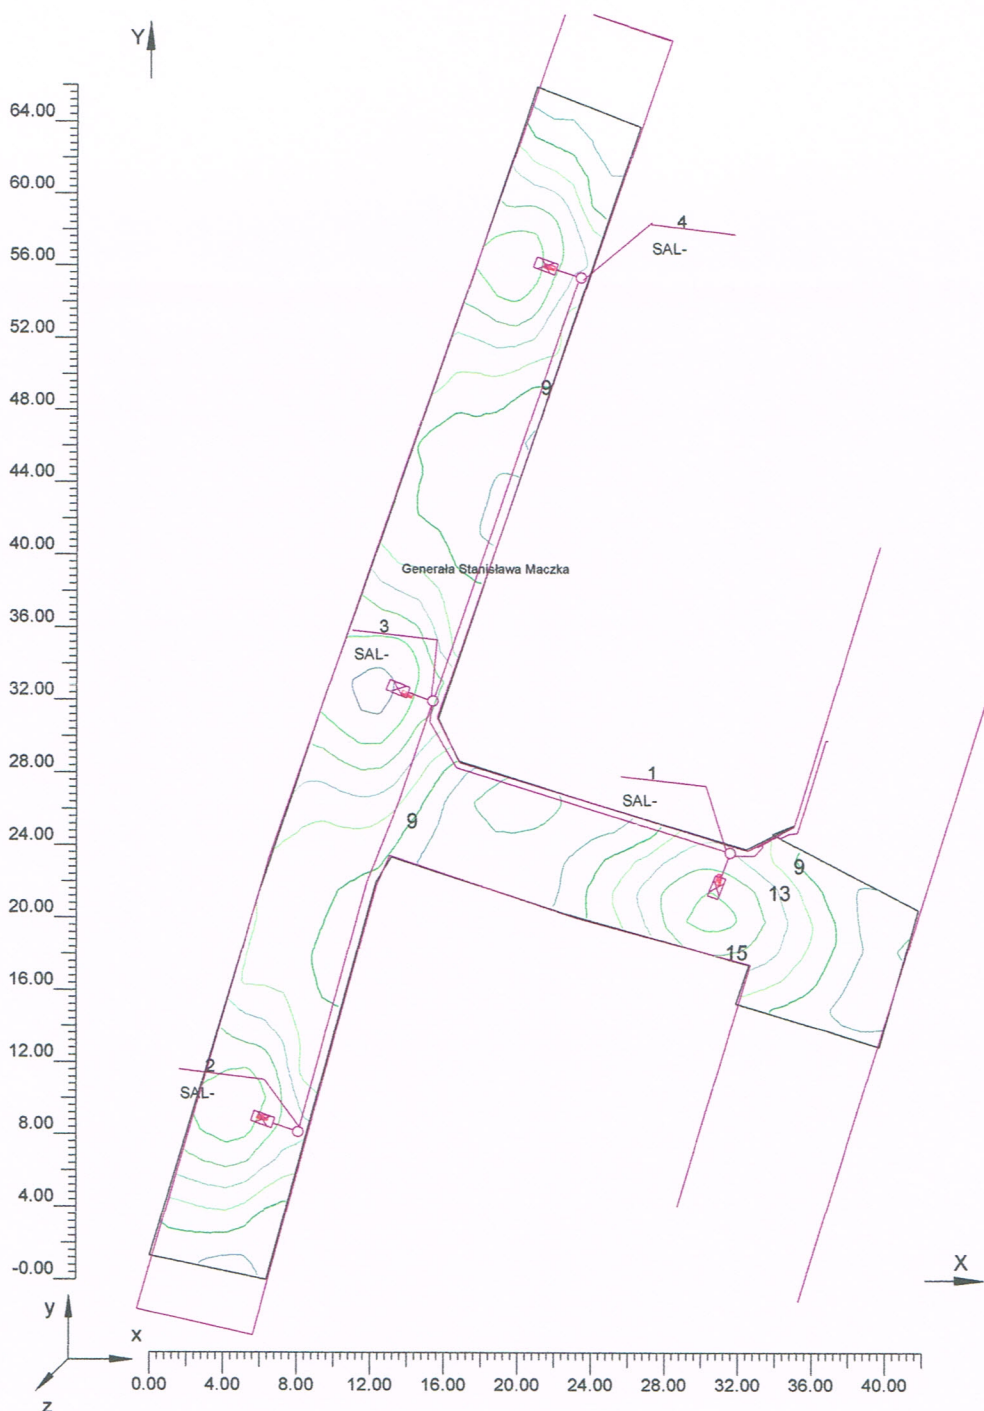 Y
64.00
60.00
56.00
52.00
48.00
44.00
40.00
36.00
32.00
28.00
24.00
20.00
16.00
12.00
8.00
4.00
-0.00
4
SAL-
9
Generała Stanisława Maczka
3
SAL-
1
SAL-
9
9
13
15
2
SAL-
X
y
x
z
0.00 4.00 8.00 12.00 16.00 20.00 24.00 28.00 32.00 36.00 40.00